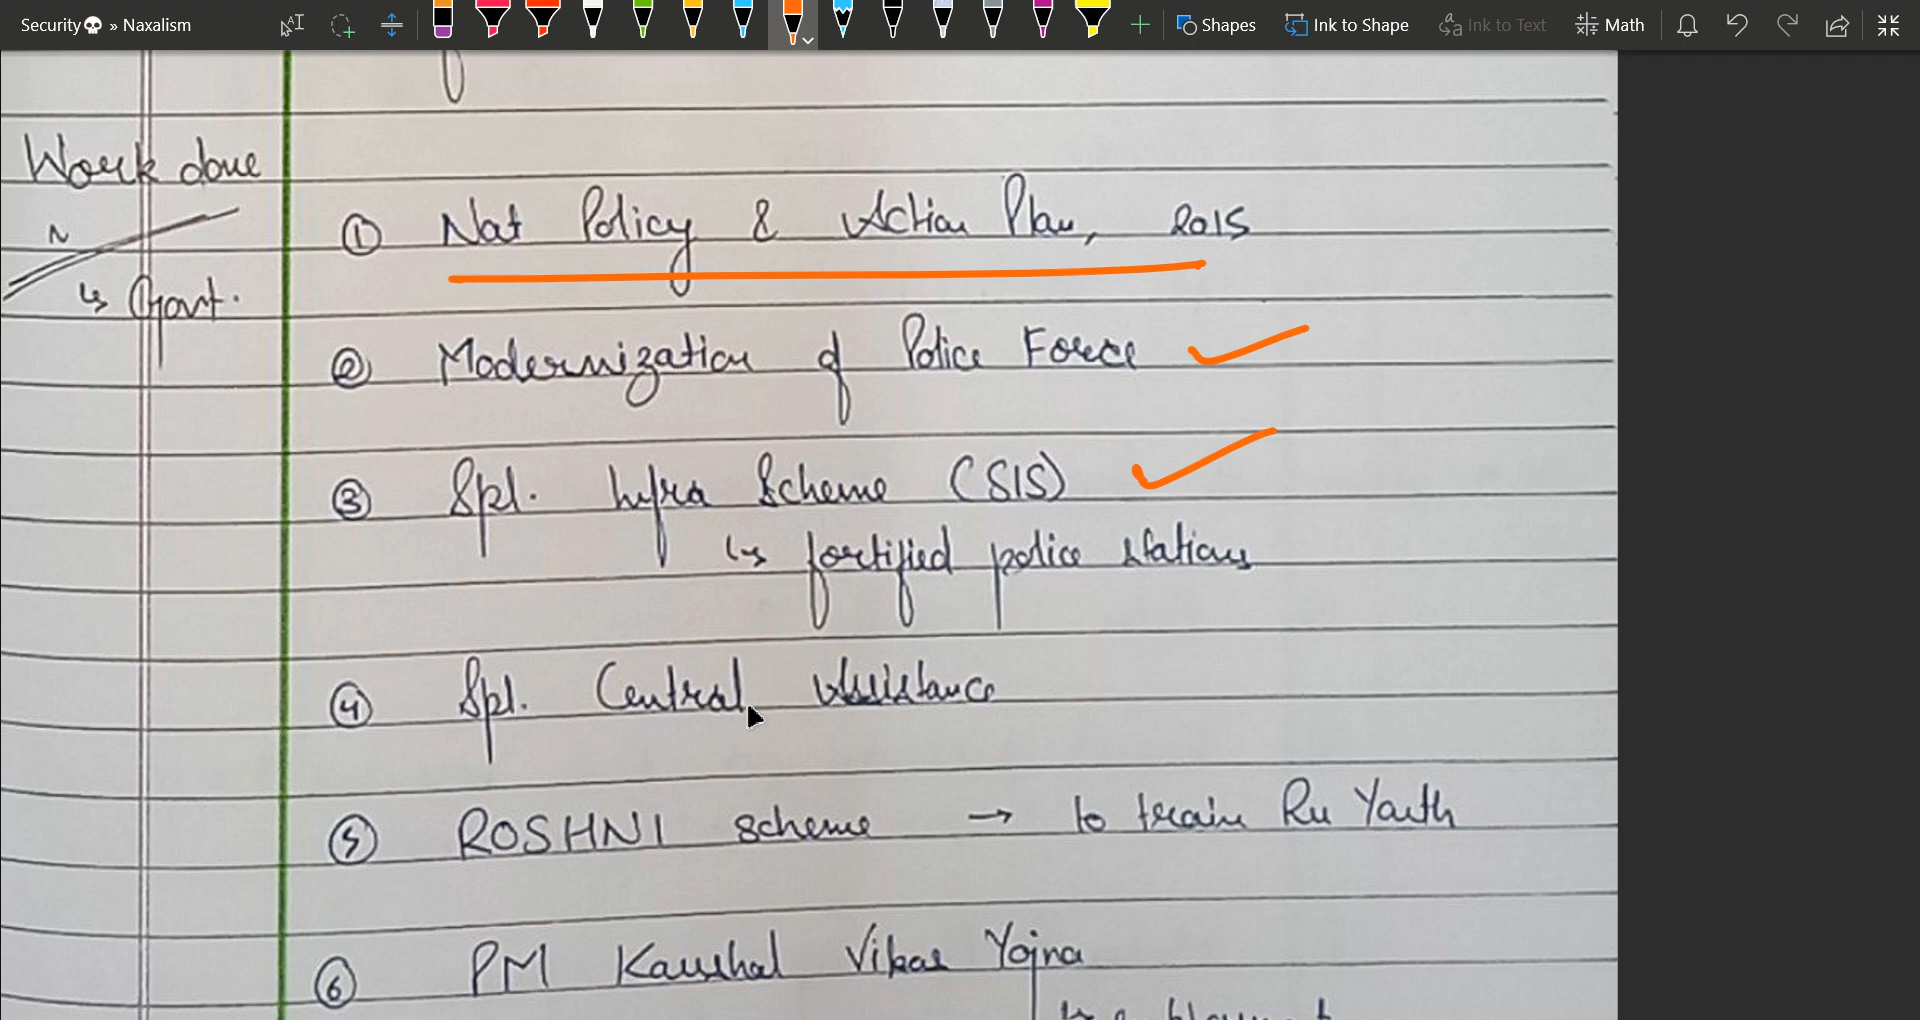 Security💀 » Naxalism
Shapes
Ink to Shape
Ink to Text
Math
Work done
↳ Govt.
① Nat Policy & Action Plan, 2015
② Modernization of Police Force
③ Spl. Infra Scheme (SIS)
↳ fortified police stations
④ Spl. Central Assistance
⑤ ROSHNI scheme → to train Ru Youth
⑥ PM Kaushal Vikas Yojna